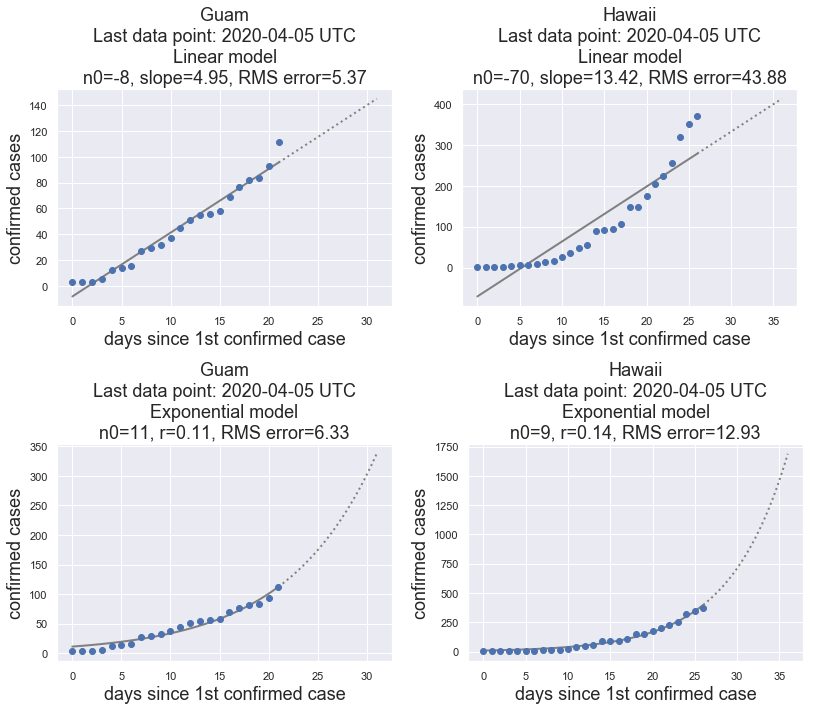 Guam
Last data point: 2020-04-05 UTC
Linear model
n0=-8, slope=4.95, RMS error=5.37
140
120
100
80
60
40
20
0
confirmed cases
0 5 10 15 20 25 30
days since 1st confirmed case
Hawaii
Last data point: 2020-04-05 UTC
Linear model
n0=-70, slope=13.42, RMS error=43.88
400
300
200
100
0
confirmed cases
0 5 10 15 20 25 30 35
days since 1st confirmed case
Guam
Last data point: 2020-04-05 UTC
Exponential model
n0=11, r=0.11, RMS error=6.33
350
300
250
200
150
100
50
0
confirmed cases
0 5 10 15 20 25 30
days since 1st confirmed case
Hawaii
Last data point: 2020-04-05 UTC
Exponential model
n0=9, r=0.14, RMS error=12.93
1750
1500
1250
1000
750
500
250
0
confirmed cases
0 5 10 15 20 25 30 35
days since 1st confirmed case